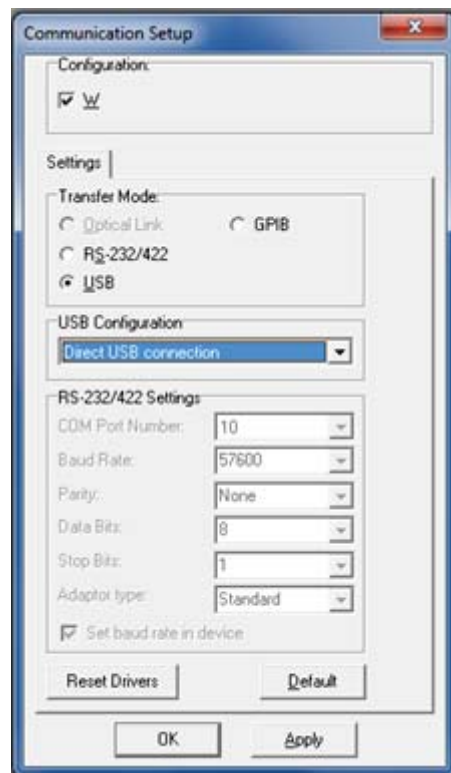 Communication Setup
Configuration:
W
Settings
Transfer Mode:
Optical Link GPIB
RS-232/422
USB
USB Configuration
Direct USB connection
RS-232/422 Settings
COM Port Number: 10
Baud Rate: 57600
Parity: None
Data Bits: 8
Stop Bits: 1
Adaptor type: Standard
Set baud rate in device
Reset Drivers Default
OK Apply